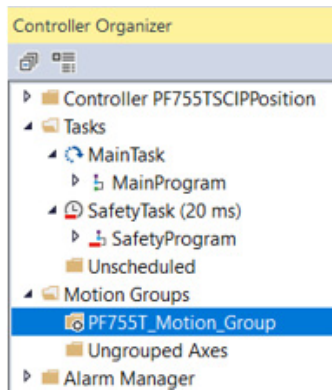 Controller Organizer
Controller PF755TSCIPPosition
Tasks
MainTask
MainProgram
SafetyTask (20 ms)
SafetyProgram
Unscheduled
Motion Groups
PF755T_Motion_Group
Ungrouped Axes
Alarm Manager